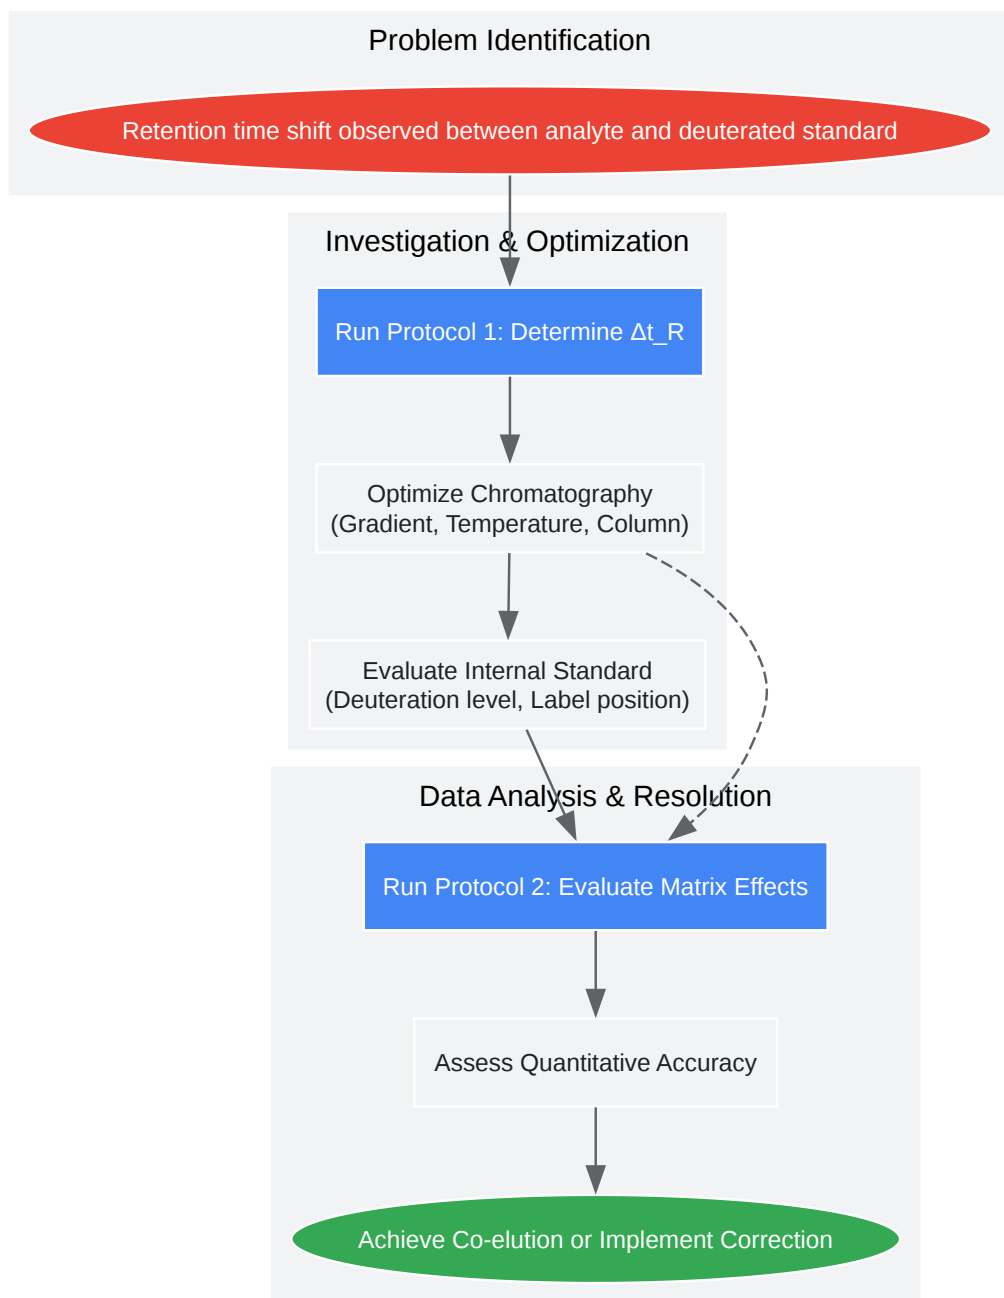 Problem Identification
Retention time shift observed between analyte and deuterated standard
Investigation & Optimization
Run Protocol 1: Determine Δt_R
Optimize Chromatography
(Gradient, Temperature, Column)
Evaluate Internal Standard
(Deuteration level, Label position)
Data Analysis & Resolution
Run Protocol 2: Evaluate Matrix Effects
Assess Quantitative Accuracy
Achieve Co-elution or Implement Correction